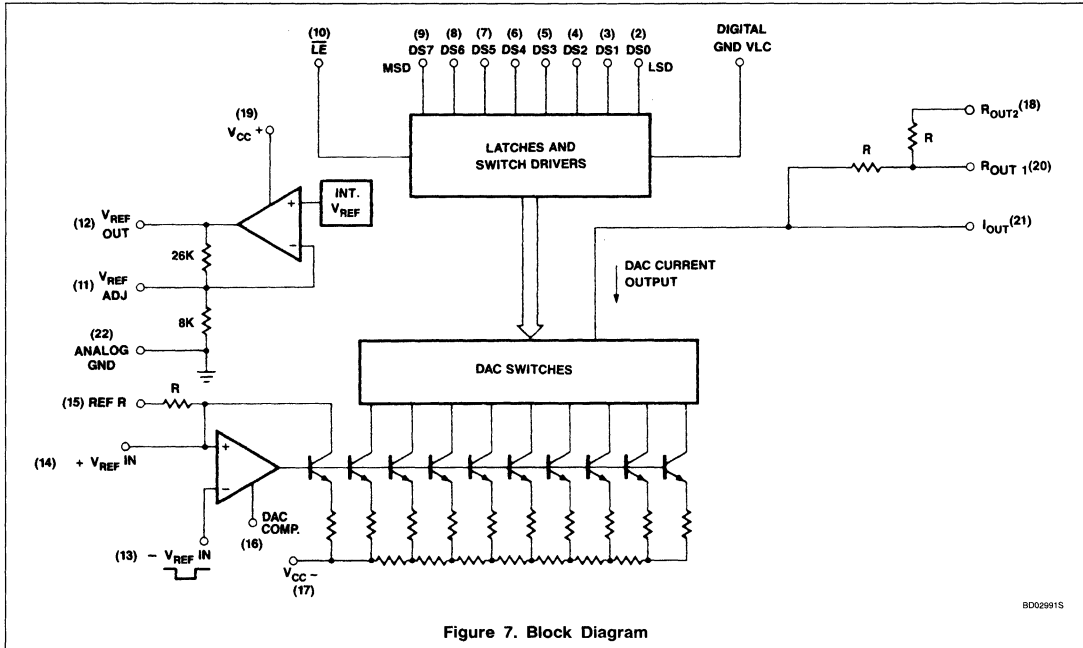 (10) (9) (8) (7) (6) (5) (4) (3) (2) DIGITAL
LE DS7 DS6 DS5 DS4 DS3 DS2 DS1 DS0 GND VLC
MSD LSD
(19)
VCC +
LATCHES AND
SWITCH DRIVERS
ROUT2 (18)
R
R
ROUT 1 (20)
IOUT (21)
INT.
VREF
+
−
(12) VREF
OUT
26K
(11) VREF
ADJ
8K
(22)
ANALOG
GND
DAC CURRENT
OUTPUT
DAC SWITCHES
R
(15) REF R
(14) + VREF IN
+
−
DAC
COMP.
(16)
(13) − VREF IN
VCC −
(17)
BD02991S
Figure 7. Block Diagram